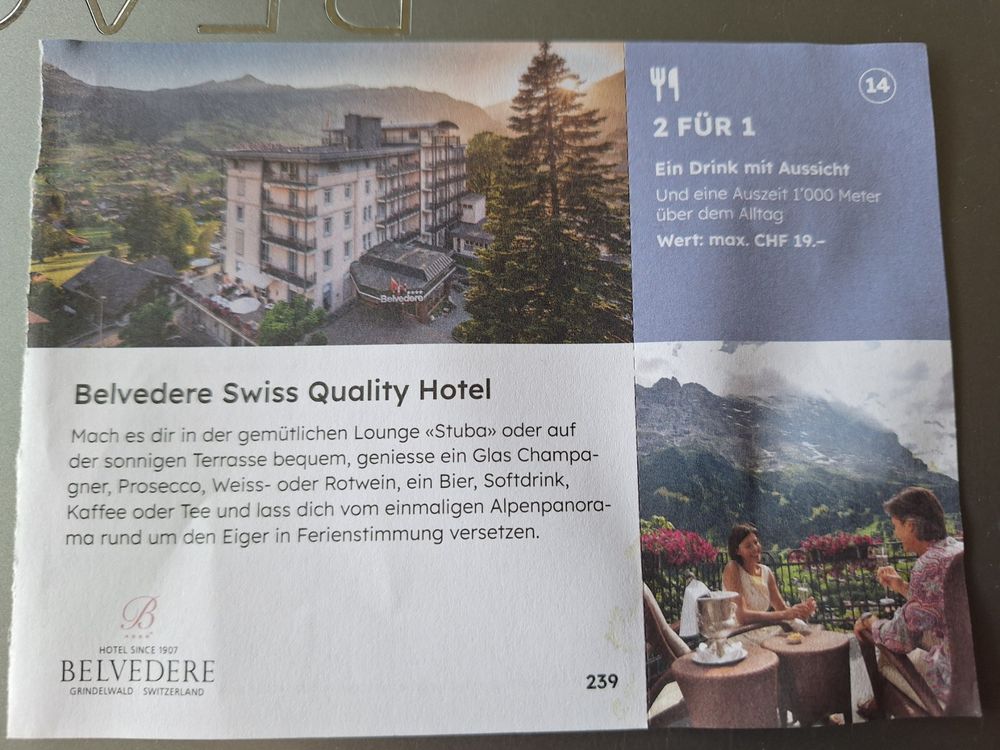 Belvedere
2 FÜR 1
14
Ein Drink mit Aussicht
Und eine Auszeit 1'000 Meter
über dem Alltag
Wert: max. CHF 19.–
Belvedere Swiss Quality Hotel
Mach es dir in der gemütlichen Lounge «Stuba» oder auf
der sonnigen Terrasse bequem, geniesse ein Glas Champa-
gner, Prosecco, Weiss- oder Rotwein, ein Bier, Softdrink,
Kaffee oder Tee und lass dich vom einmaligen Alpenpanora-
ma rund um den Eiger in Ferienstimmung versetzen.
B
HOTEL SINCE 1907
BELVEDERE
GRINDELWALD SWITZERLAND
239